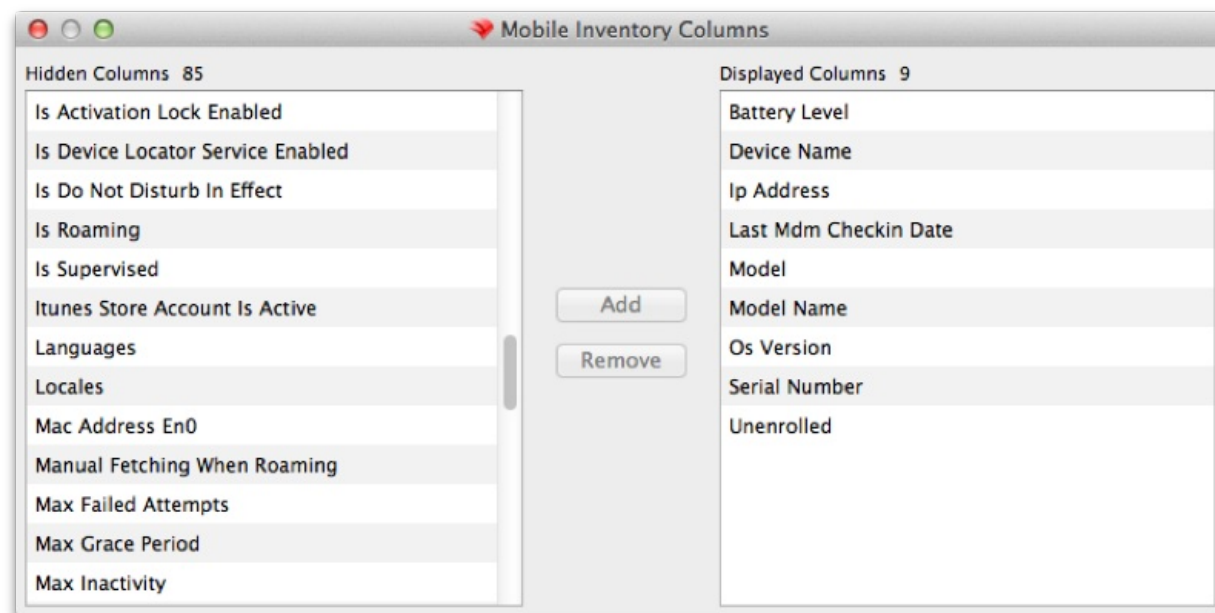 Mobile Inventory Columns
Hidden Columns 85
Is Activation Lock Enabled
Is Device Locator Service Enabled
Is Do Not Disturb In Effect
Is Roaming
Is Supervised
Itunes Store Account Is Active
Languages
Locales
Mac Address En0
Manual Fetching When Roaming
Max Failed Attempts
Max Grace Period
Max Inactivity
Add
Remove
Displayed Columns 9
Battery Level
Device Name
Ip Address
Last Mdm Checkin Date
Model
Model Name
Os Version
Serial Number
Unenrolled